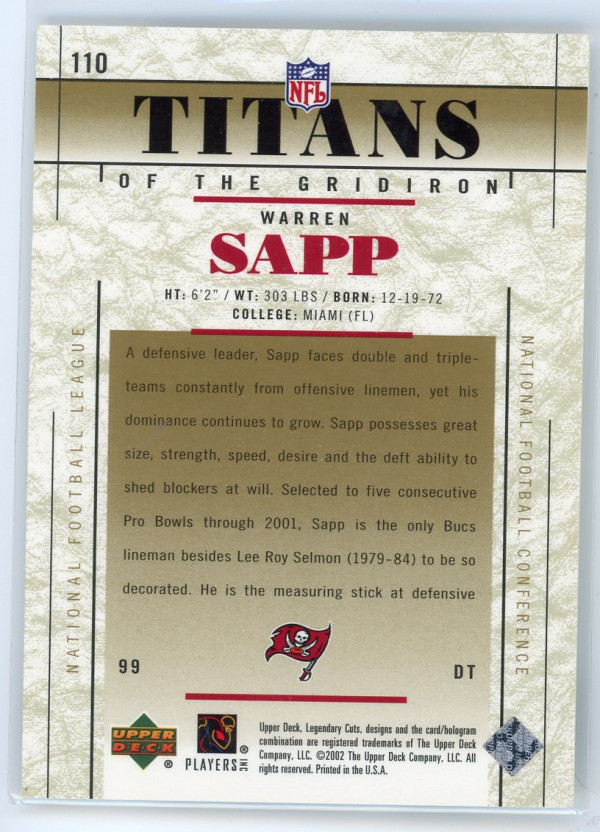 110
NFL
TITANS
OF THE GRIDIRON
WARREN
SAPP
HT: 6'2" / WT: 303 LBS / BORN: 12-19-72
COLLEGE: MIAMI (FL)
NATIONAL FOOTBALL LEAGUE
A defensive leader, Sapp faces double and triple-
teams constantly from offensive linemen, yet his
dominance continues to grow. Sapp possesses great
size, strength, speed, desire and the deft ability to
shed blockers at will. Selected to five consecutive
Pro Bowls through 2001, Sapp is the only Bucs
lineman besides Lee Roy Selmon (1979-84) to be so
decorated. He is the measuring stick at defensive
NATIONAL FOOTBALL CONFERENCE
99
DT
UPPER
DECK
®
PLAYERS INC
®
Upper Deck, Legendary Cuts, designs and the card/hologram
combination are registered trademarks of The Upper Deck
Company, LLC. ©2002 The Upper Deck Company, LLC. All
rights reserved. Printed in the U.S.A.